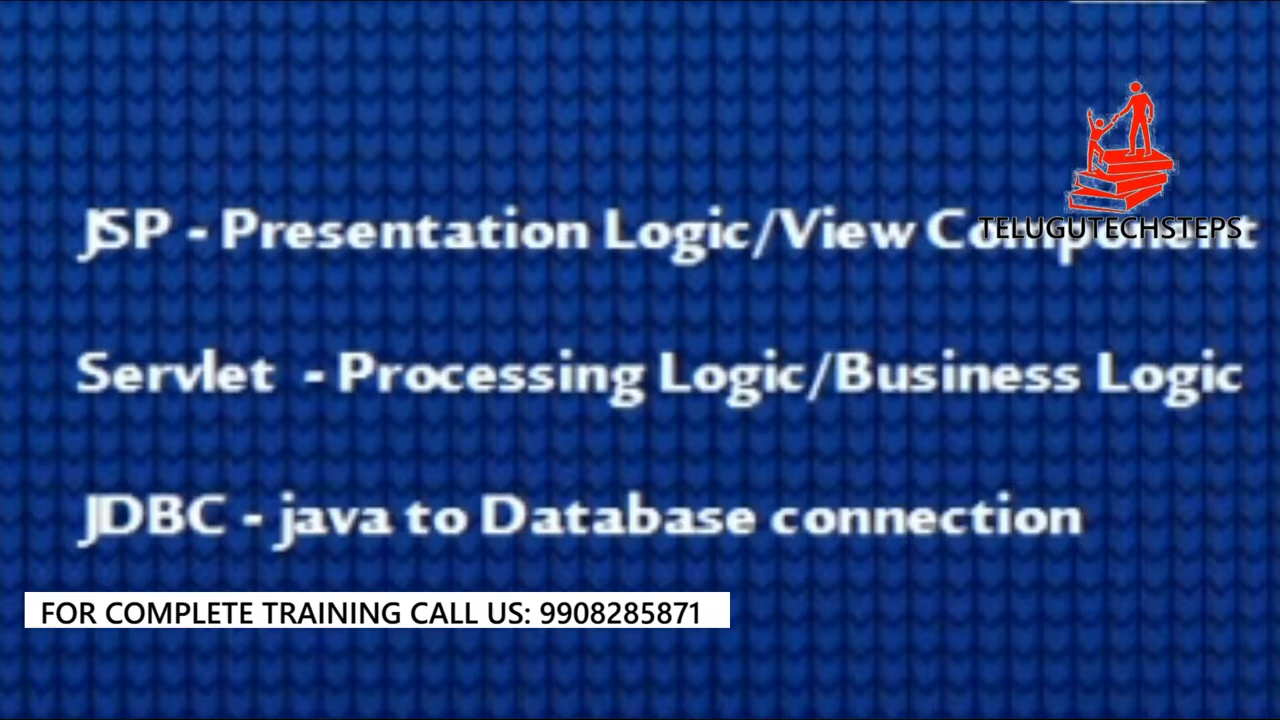 JSP - Presentation Logic/View Component
TELUGUTECHSTEPS
Servlet - Processing Logic/Business Logic
JDBC - java to Database connection
FOR COMPLETE TRAINING CALL US: 9908285871